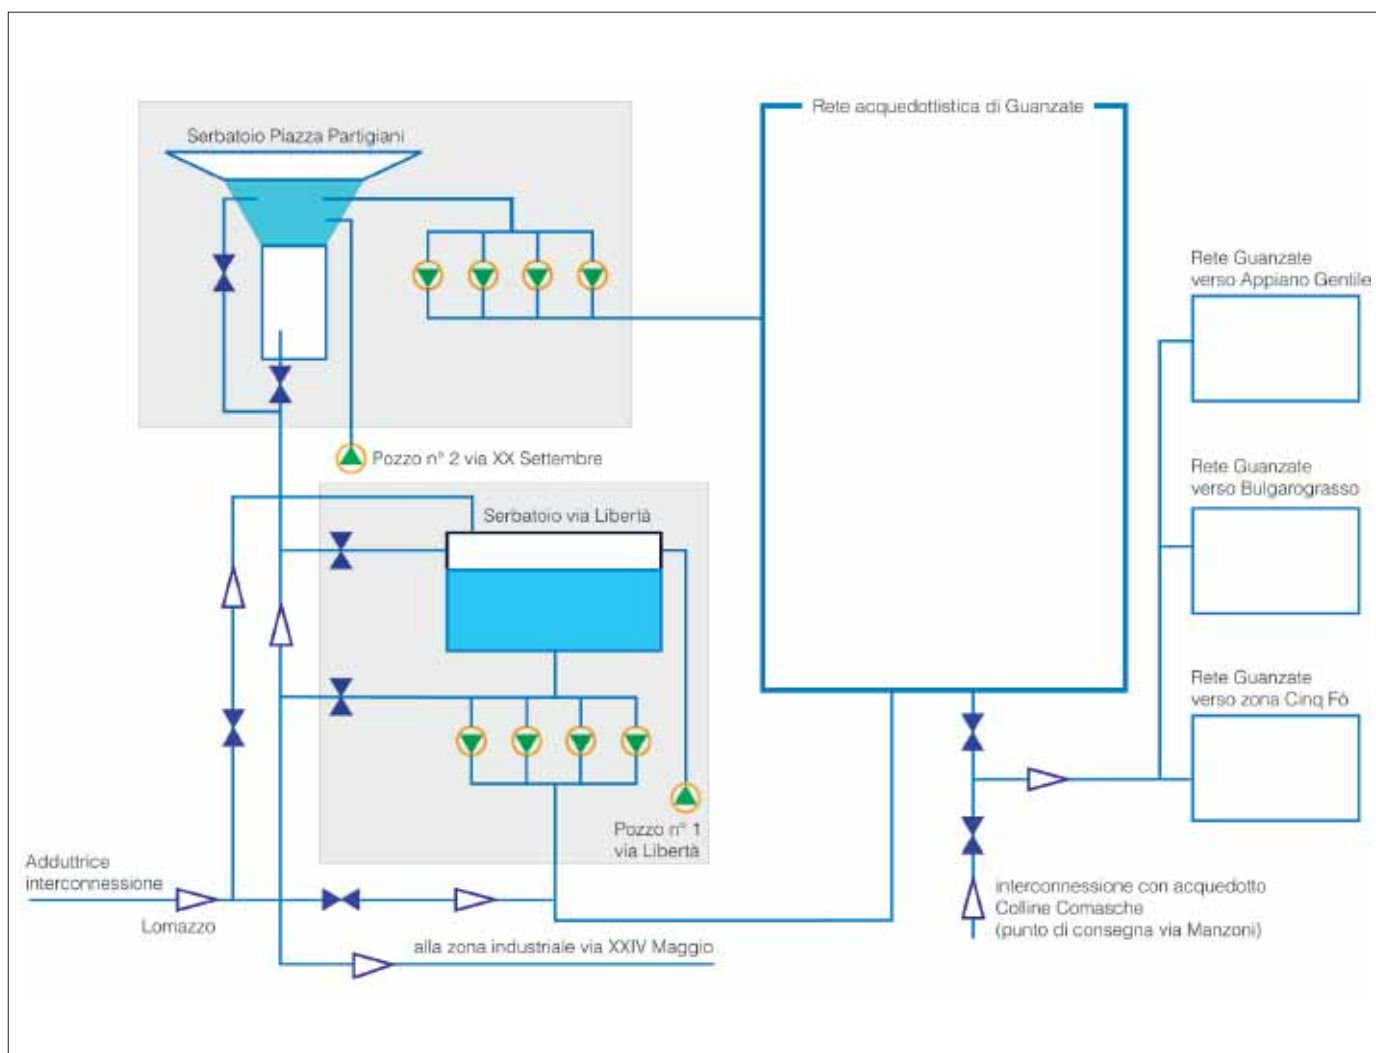 Rete acquedottistica di Guanzate
Serbatoio Piazza Partigiani
Rete Guanzate
verso Appiano Gentile
Pozzo n° 2 via XX Settembre
Rete Guanzate
verso Bulgarograsso
Serbatoio via Libertà
Rete Guanzate
verso zona Cinq Fò
Pozzo n° 1
via Libertà
Adduttrice
interconnessione
Lomazzo
interconnessione con acquedotto
Colline Comasche
(punto di consegna via Manzoni)
alla zona industriale via XXIV Maggio